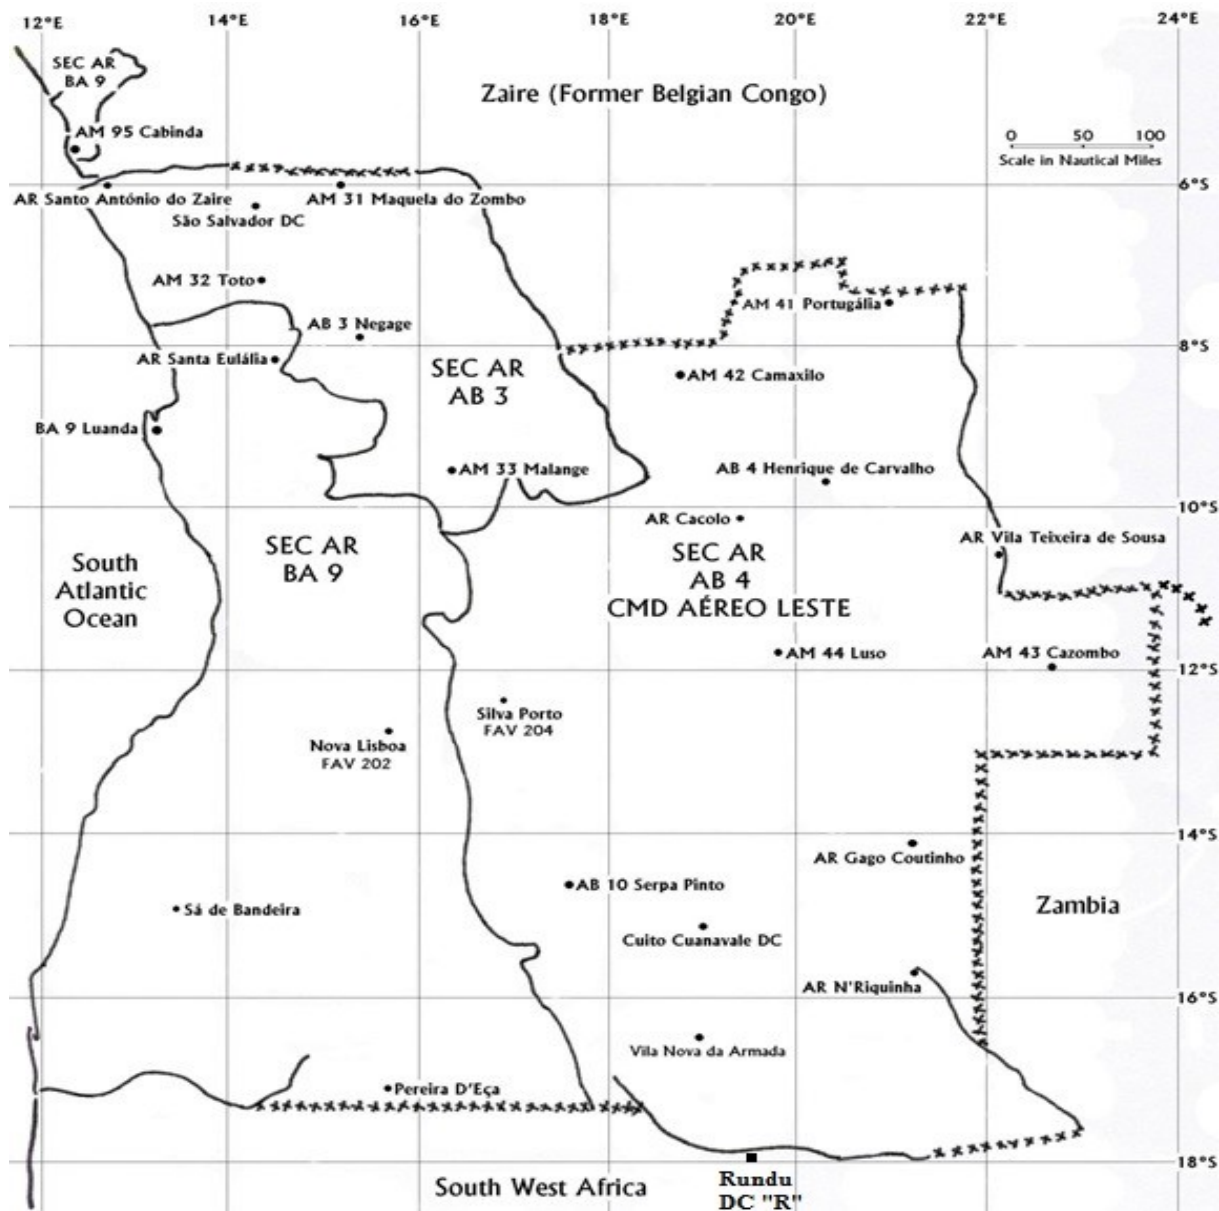 12°E 14°E 16°E 18°E 20°E 22°E 24°E
SEC AR
BA 9
Zaire (Former Belgian Congo)
AM 95 Cabinda
0 50 100
Scale in Nautical Miles
6°S
AR Santo António do Zaire
AM 31 Maquela do Zombo
São Salvador DC
AM 32 Toto
AM 41 Portugália
AB 3 Negage
8°S
AR Santa Eulália
SEC AR
AB 3
AM 42 Camaxilo
BA 9 Luanda
AM 33 Malange
AB 4 Henrique de Carvalho
10°S
AR Cacolo
AR Vila Teixeira de Sousa
SEC AR
BA 9
SEC AR
AB 4
CMD AÉREO LESTE
South
Atlantic
Ocean
AM 44 Luso
AM 43 Cazombo
12°S
Silva Porto
FAV 204
Nova Lisboa
FAV 202
14°S
AR Gago Coutinho
AB 10 Serpa Pinto
Zambia
Sá de Bandeira
Cuito Cuanavale DC
AR N'Riquinha
16°S
Vila Nova da Armada
Pereira D'Eça
18°S
South West Africa
Rundu
DC "R"